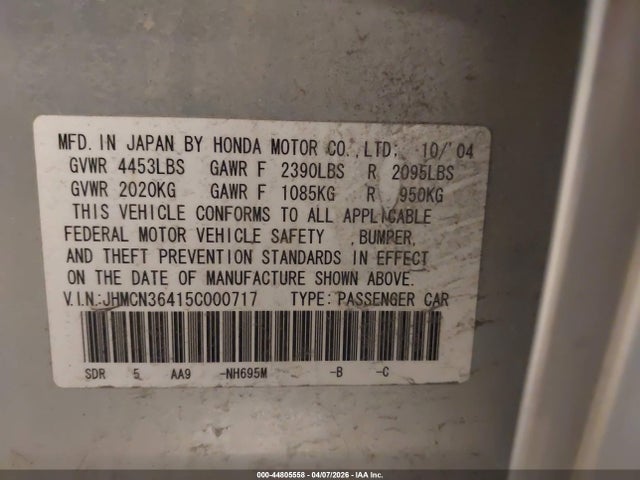 MFD. IN JAPAN BY HONDA MOTOR CO., LTD; 10/'04
GVWR 4453LBS GAWR F 2390LBS R 2095LBS
GVWR 2020KG GAWR F 1085KG R 950KG
THIS VEHICLE CONFORMS TO ALL APPLICABLE
FEDERAL MOTOR VEHICLE SAFETY , BUMPER,
AND THEFT PREVENTION STANDARDS IN EFFECT
ON THE DATE OF MANUFACTURE SHOWN ABOVE.
V.I.N.:JHMCN36415C000717 TYPE: PASSENGER CAR
SDR 5 AA9 -NH695M -B -C
000-44805558 - 04/07/2026 - IAA Inc.